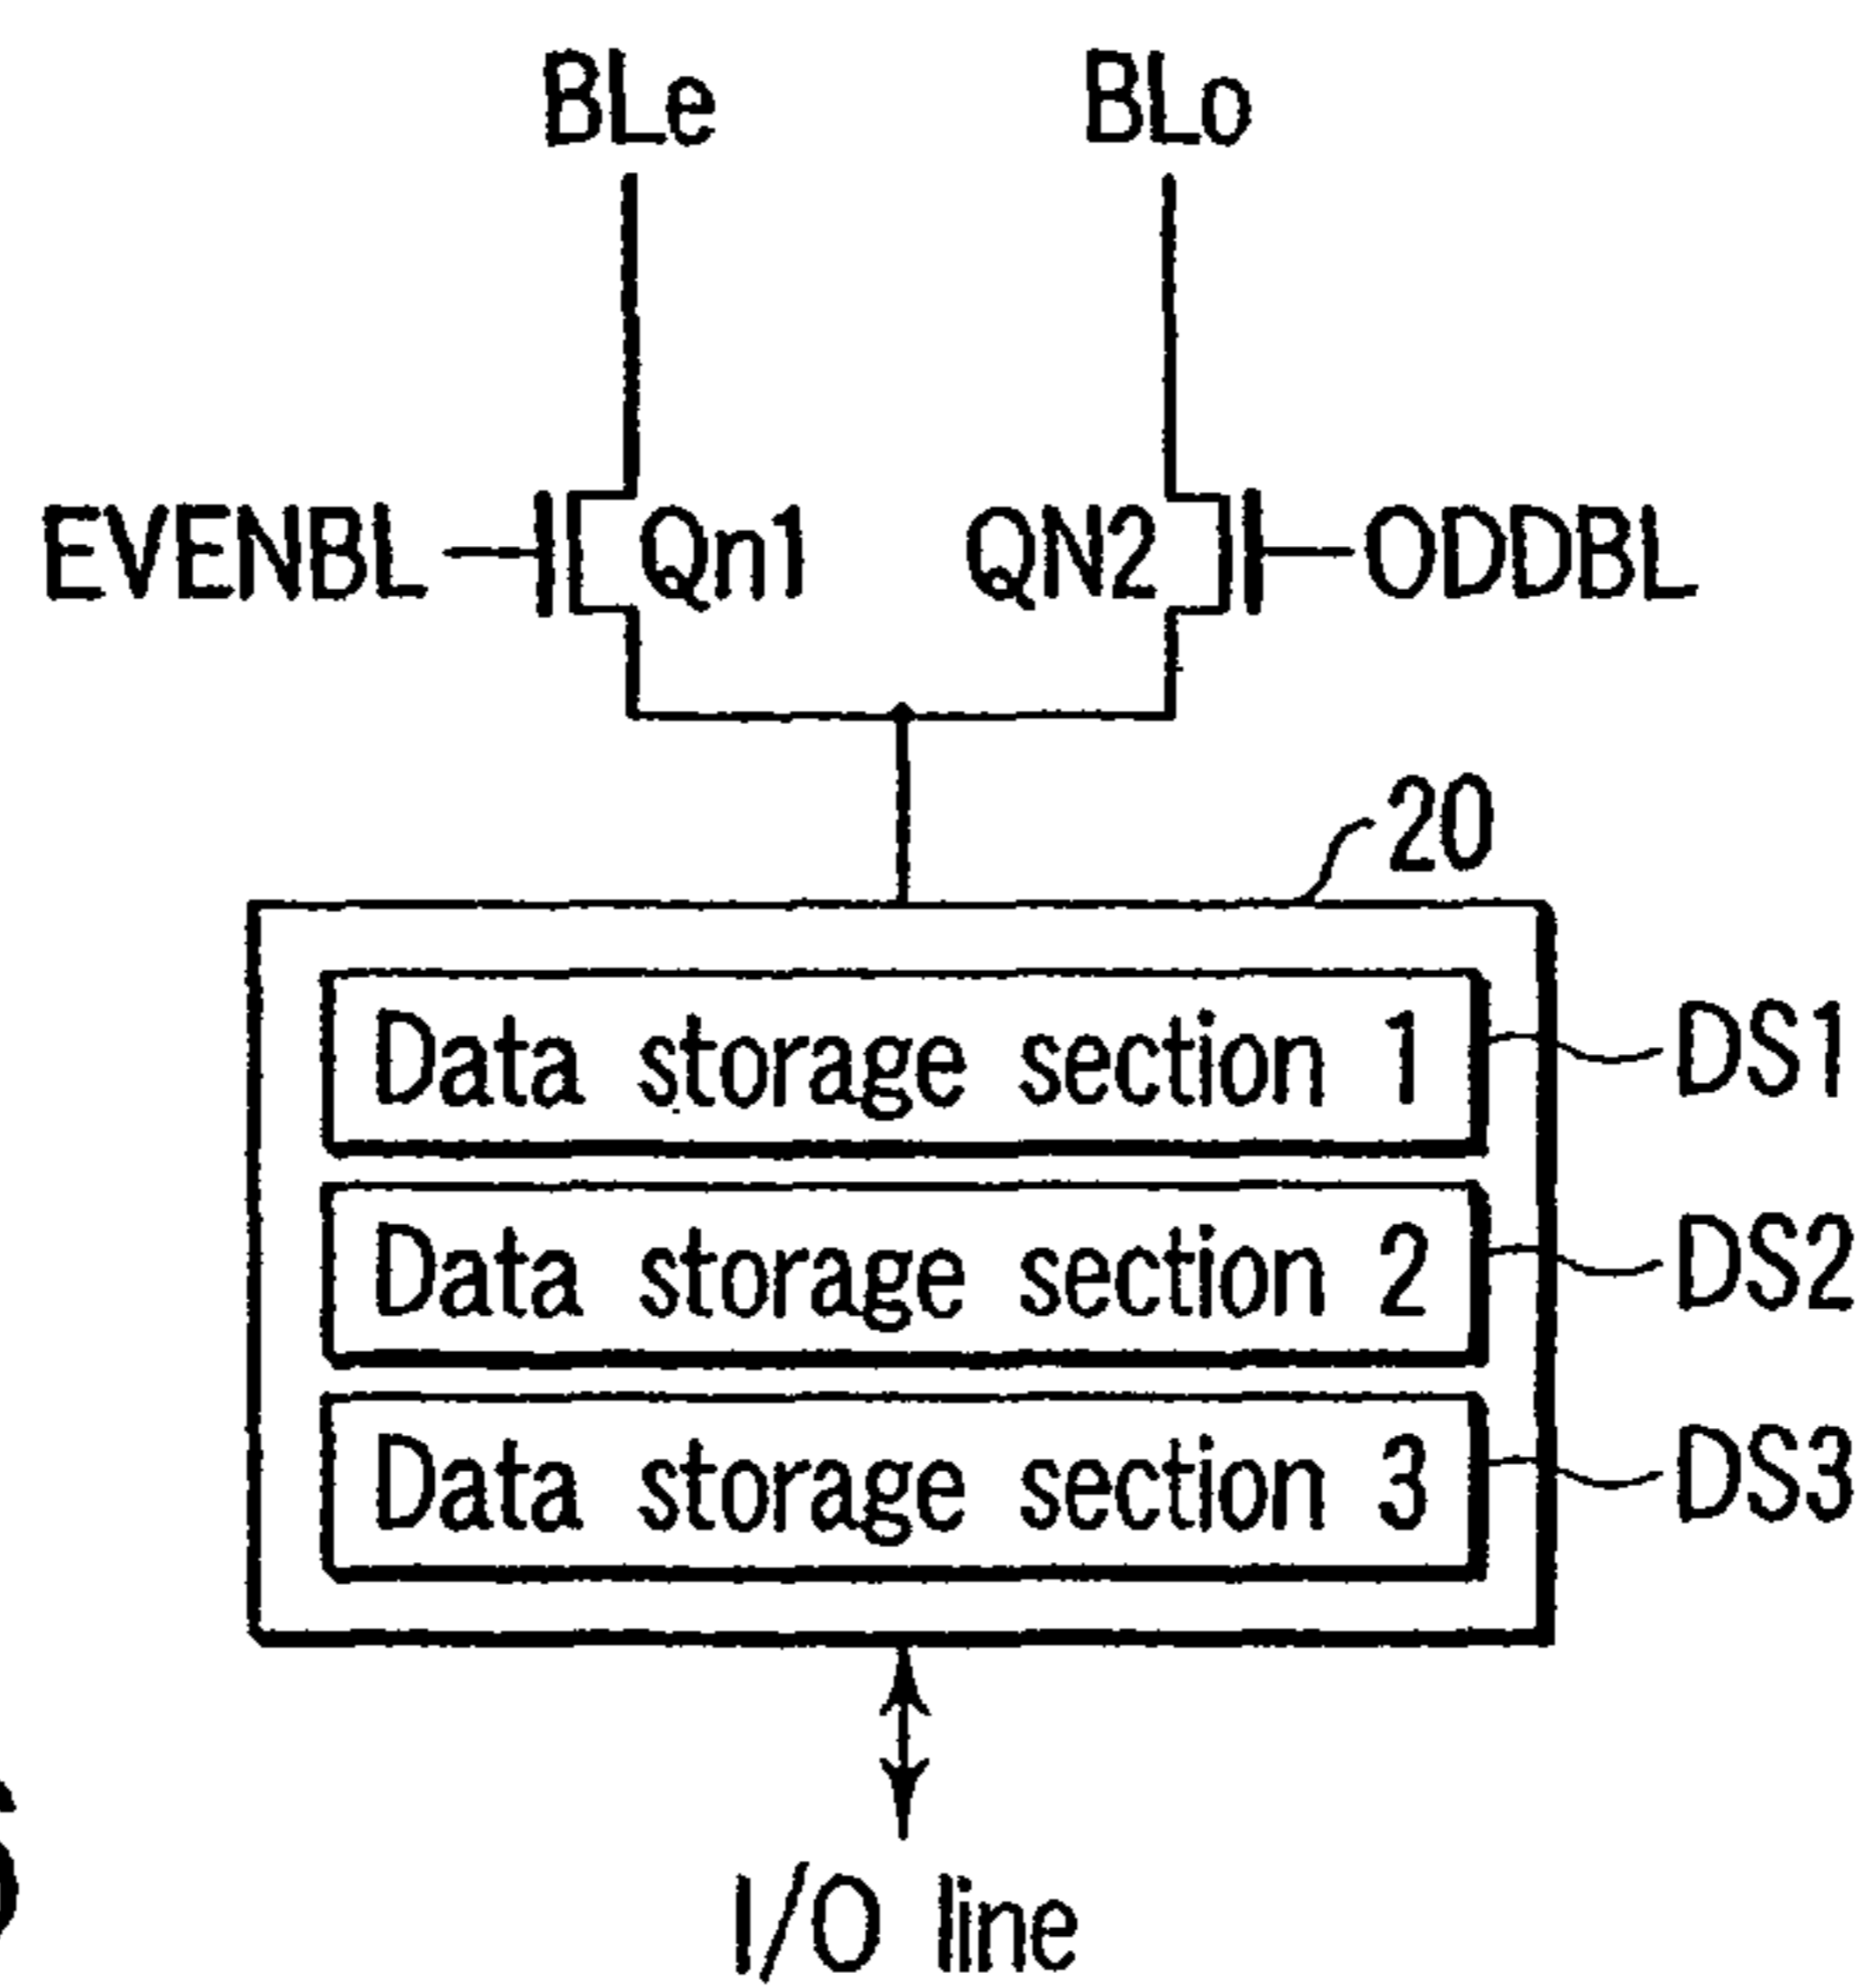 BLe BLo
EVENBL Qn1 QN2 ODDBL
20
Data storage section 1 DS1
Data storage section 2 DS2
Data storage section 3 DS3
I/O line